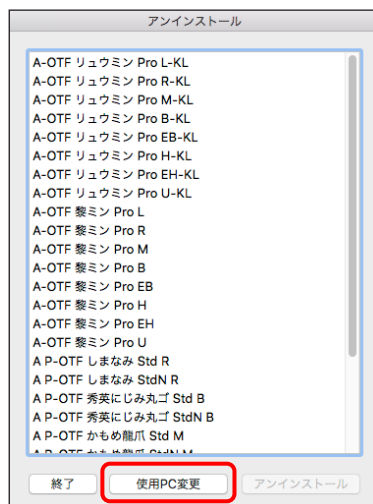 アンインストール
A-OTF リュウミン Pro L-KL
A-OTF リュウミン Pro R-KL
A-OTF リュウミン Pro M-KL
A-OTF リュウミン Pro B-KL
A-OTF リュウミン Pro EB-KL
A-OTF リュウミン Pro H-KL
A-OTF リュウミン Pro EH-KL
A-OTF リュウミン Pro U-KL
A-OTF 黎ミン Pro L
A-OTF 黎ミン Pro R
A-OTF 黎ミン Pro M
A-OTF 黎ミン Pro B
A-OTF 黎ミン Pro EB
A-OTF 黎ミン Pro H
A-OTF 黎ミン Pro EH
A-OTF 黎ミン Pro U
A P-OTF しまなみ Std R
A P-OTF しまなみ StdN R
A P-OTF 秀英にじみ丸ゴ Std B
A P-OTF 秀英にじみ丸ゴ StdN B
A P-OTF かもめ龍爪 Std M
A P-OTF かもめ龍爪 StdN M
終了
使用PC変更
アンインストール